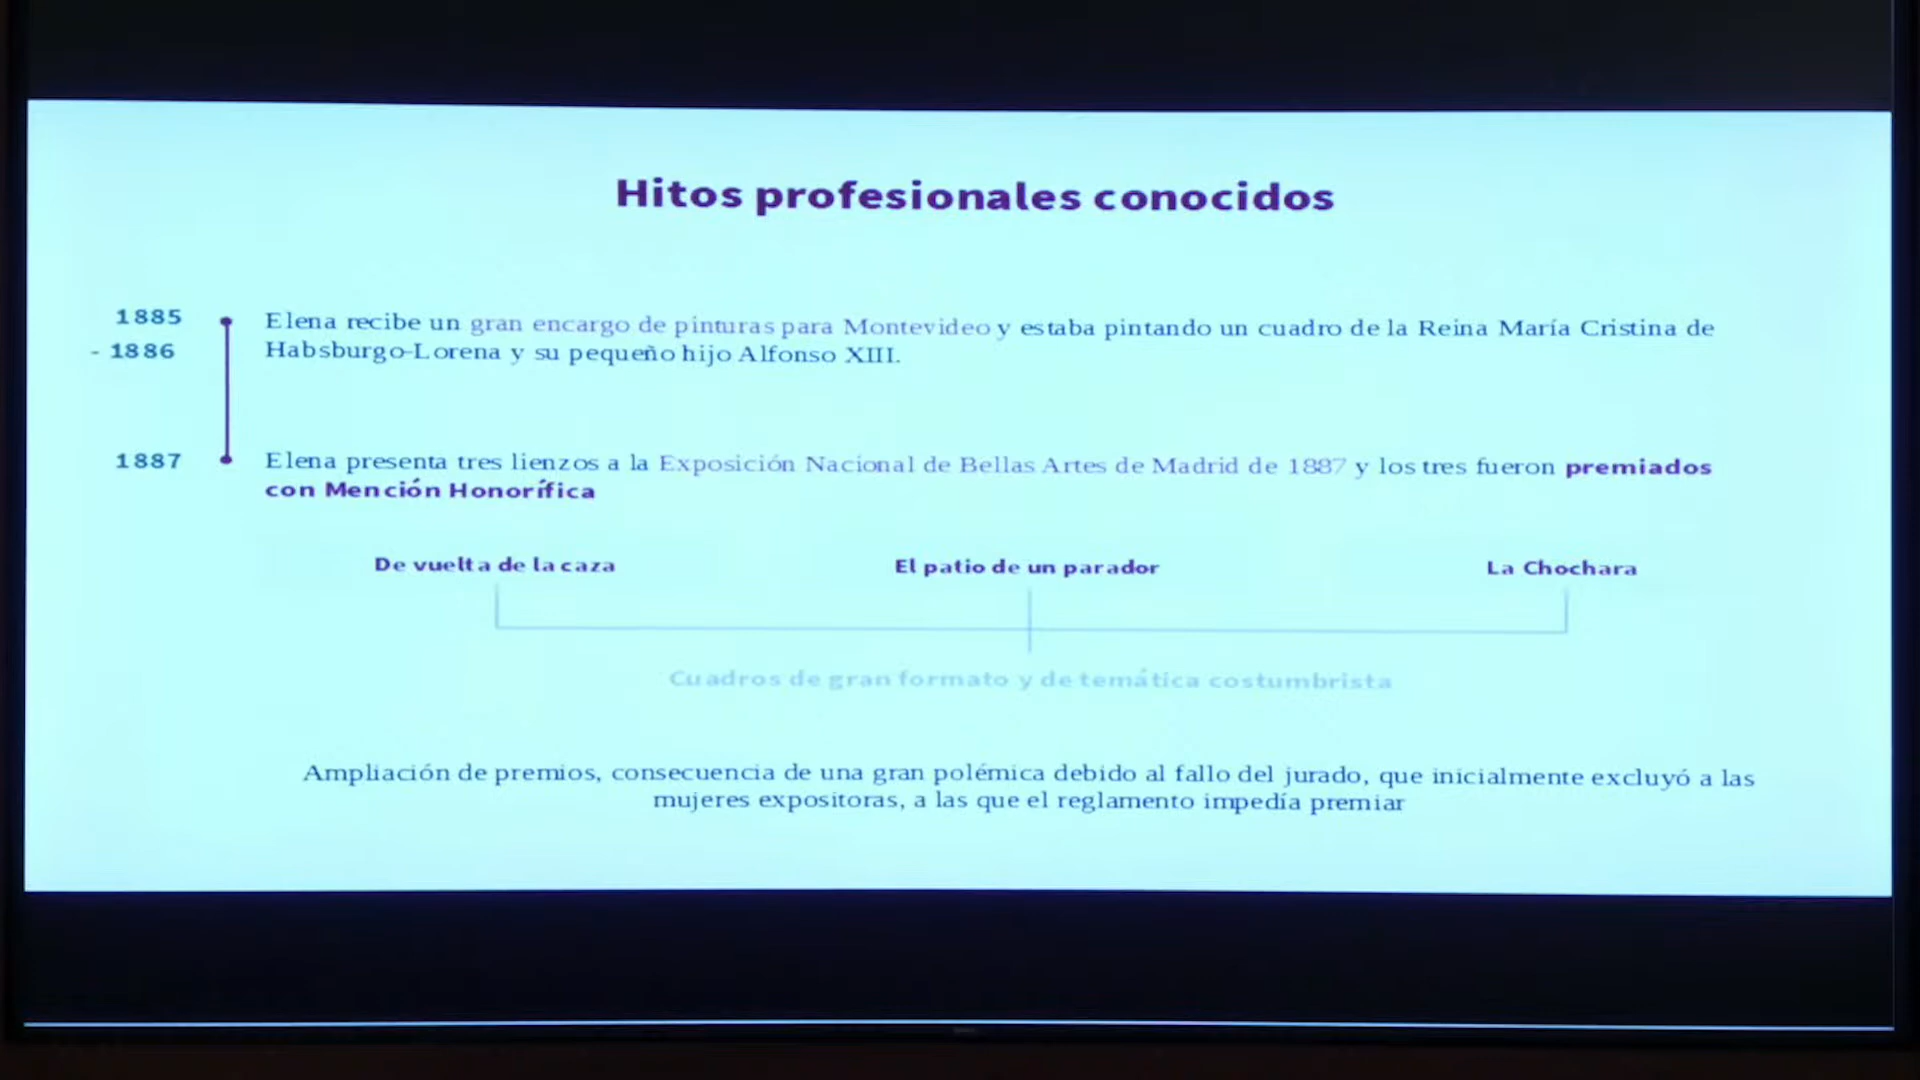 Hitos profesionales conocidos
1885
- 1886
Elena recibe un gran encargo de pinturas para Montevideo y estaba pintando un cuadro de la Reina María Cristina de
Habsburgo-Lorena y su pequeño hijo Alfonso XIII.
1887
Elena presenta tres lienzos a la Exposición Nacional de Bellas Artes de Madrid de 1887 y los tres fueron premiados
con Mención Honorífica
De vuelta de la caza
El patio de un parador
La Chochara
Cuadros de gran formato y de temática costumbrista
Ampliación de premios, consecuencia de una gran polémica debido al fallo del jurado, que inicialmente excluyó a las
mujeres expositoras, a las que el reglamento impedía premiar